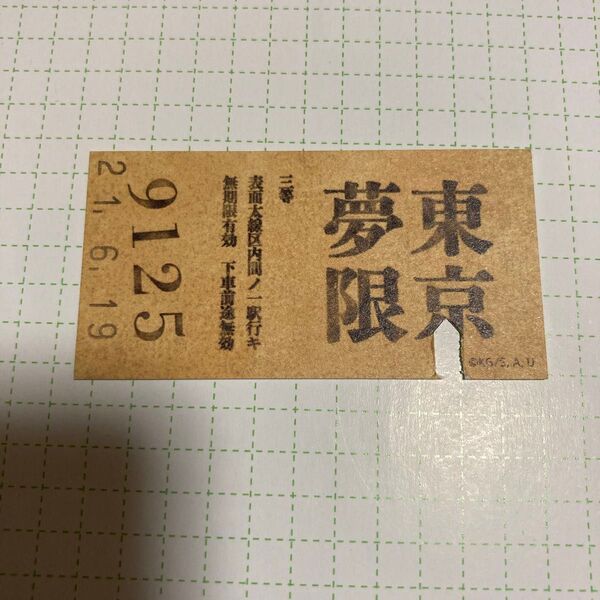 東京
夢限
三等
表面太線区内間ノ一駅行キ
無期限有効 下車前途無効
9125
21.6.19
©KG/S, A, U